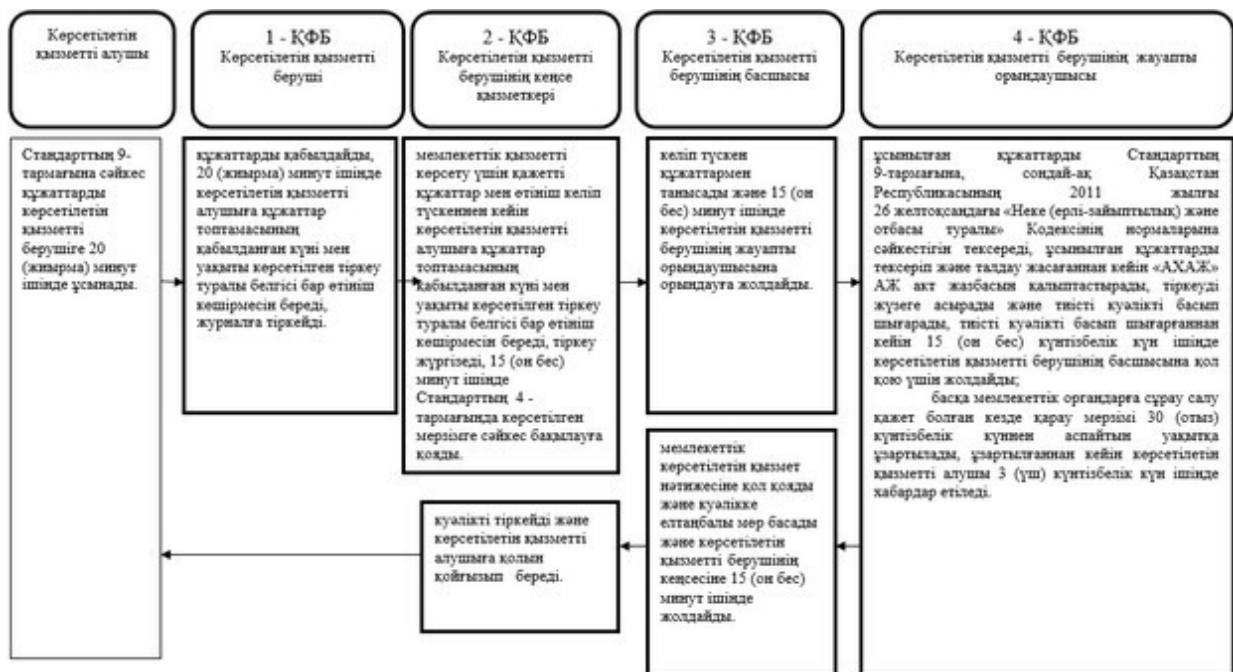 Көрсетілетін
қызметті алушы
1 - ҚФБ
Көрсетілетін қызметті
беруші
2 - ҚФБ
Көрсетілетін қызметті
берушінің кеңсе
қызметкері
3 - ҚФБ
Көрсетілетін қызметті
берушінің басшысы
4 - ҚФБ
Көрсетілетін қызметті берушінің жауапты
орындаушысы
Стандарттың 9-
тармағына сәйкес
құжаттарды
көрсетілетін
қызметті
берушіге 20
(жиырма) минут
ішінде ұсынады.
құжаттарды қабылдайды,
20 (жиырма) минут ішінде
көрсетілетін қызметті
алушыға құжаттар
топтамасының
қабылданған күні мен
уақыты көрсетілген тіркеу
туралы белгісі бар өтініш
көшірмесін береді,
журналға тіркейді.
мемлекеттік қызметті
көрсету үшін қажетті
құжаттар мен өтініш келіп
түскеннен кейін
көрсетілетін қызметті
алушыға құжаттар
топтамасының
қабылданған күні мен
уақыты көрсетілген тіркеу
туралы белгісі бар өтініш
көшірмесін береді, тіркеу
жүргізеді, 15 (он бес)
минут ішінде
Стандарттың 4 -
тармағында көрсетілген
мерзімге сәйкес бақылауға
қояды.
келіп түскен
құжаттармен
танысады және 15 (он
бес) минут ішінде
көрсетілетін қызметті
берушінің жауапты
орындаушысына
орындауға жолдайды.
ұсынылған құжаттарды Стандарттың
9-тармағына, сондай-ақ Қазақстан
Республикасының 2011 жылғы
26 желтоқсандағы «Неке (ерлі-зайыптылық) және
отбасы туралы» Кодексінің нормаларына
сәйкестігін тексереді, ұсынылған құжаттарды
тексеріп және талдау жасағаннан кейін «АХАЖ»
АЖ акт жазбасын қалыптастырады, тіркеуді
жүзеге асырады және тиісті куәлікті басып
шығарады, тиісті куәлікті басып шығарғаннан
кейін 15 (он бес) күнтізбелік күн ішінде
көрсетілетін қызметті берушінің басшысына қол
қою үшін жолдайды;
басқа мемлекеттік органдарға сұрау салу
қажет болған кезде қарау мерзімі 30 (отыз)
күнтізбелік күннен аспайтын уақытқа
ұзартылады, ұзартылғаннан кейін көрсетілетін
қызметті алушы 3 (үш) күнтізбелік күн ішінде
хабардар етіледі.
мемлекеттік
көрсетілетін қызмет
нәтижесіне қол қояды
және куәлікке
елтаңбалы мөр басады
және көрсетілетін
қызметті берушінің
кеңсесіне 15 (он бес)
минут ішінде
жолдайды.
куәлікті тіркейді және
көрсетілетін қызметті
алушыға қолын
қойғызып береді.